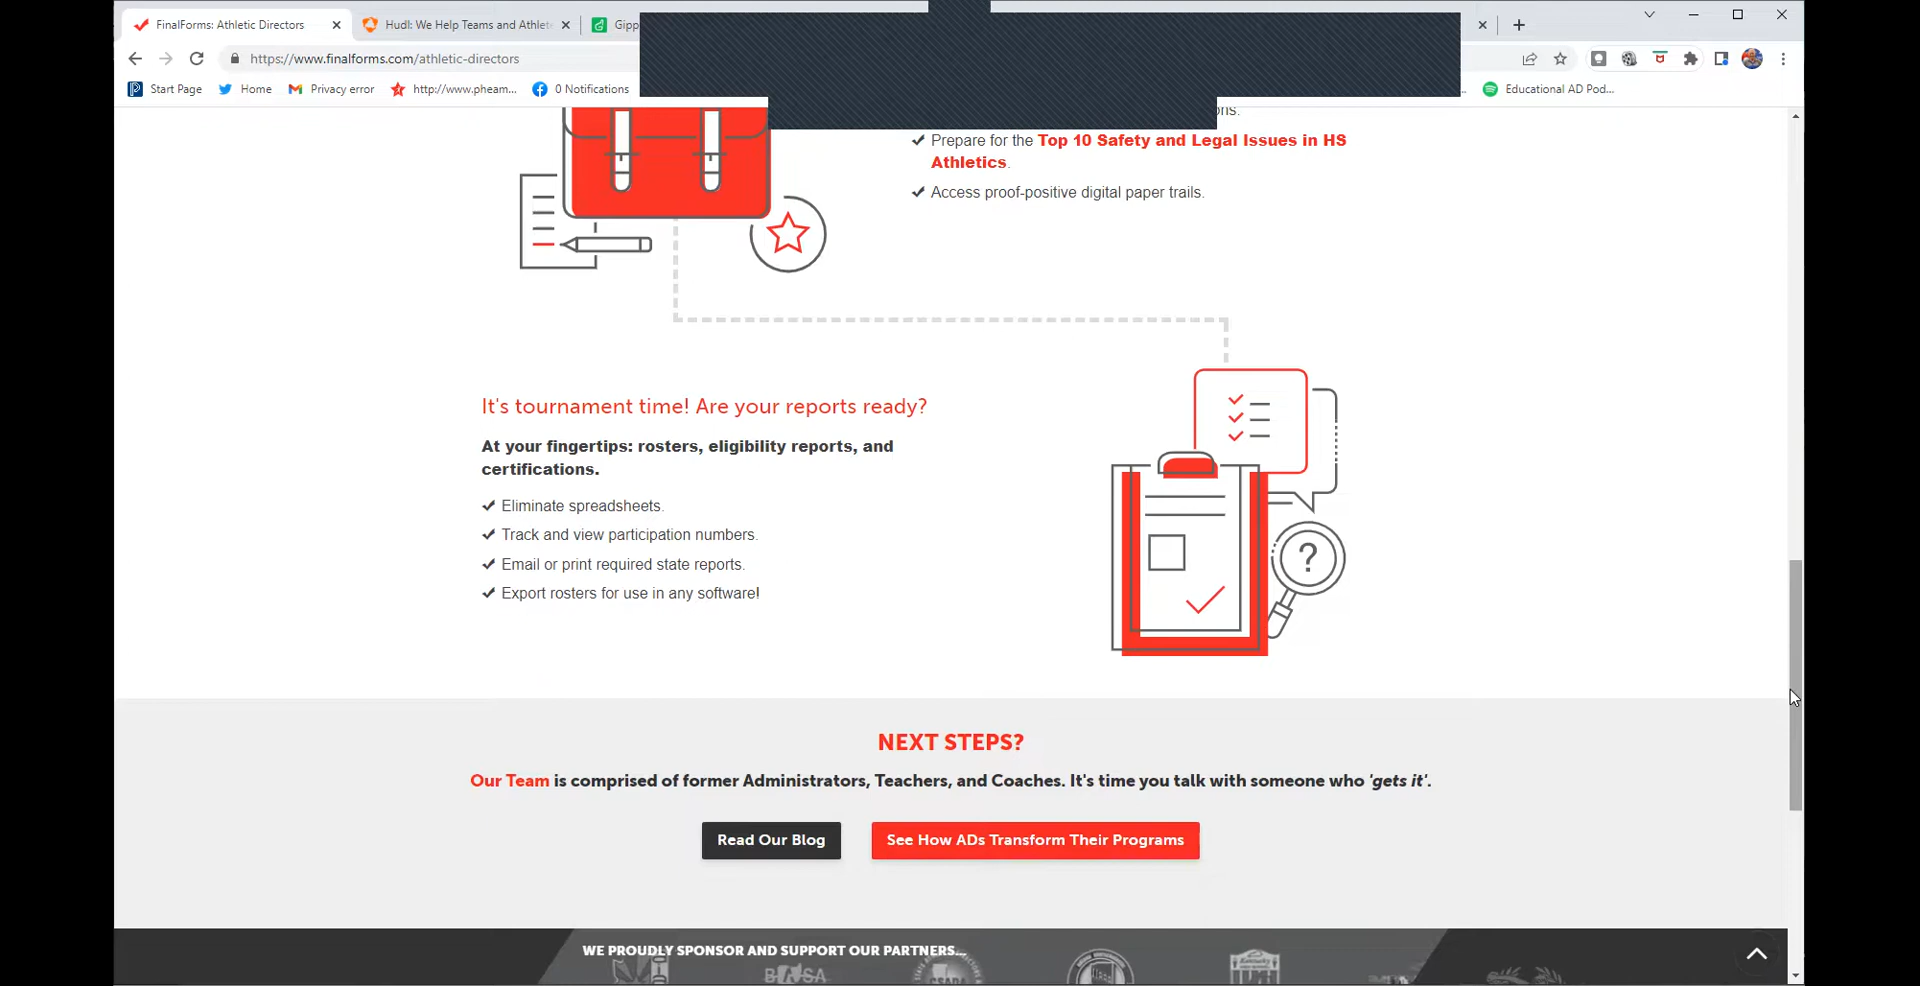 FinalForms: Athletic Directors
Hudl: We Help Teams and Athlet
Gipp
https://www.finalforms.com/athletic-directors
Start Page
Home
Privacy error
http://www.pheam...
0 Notifications
Educational AD Pod...
ons.
Prepare for the Top 10 Safety and Legal Issues in HS
Athletics.
Access proof-positive digital paper trails.
It's tournament time! Are your reports ready?
At your fingertips: rosters, eligibility reports, and
certifications.
Eliminate spreadsheets.
Track and view participation numbers.
Email or print required state reports.
Export rosters for use in any software!
?
NEXT STEPS?
Our Team is comprised of former Administrators, Teachers, and Coaches. It's time you talk with someone who 'gets it'.
Read Our Blog
See How ADs Transform Their Programs
WE PROUDLY SPONSOR AND SUPPORT OUR PARTNERS...